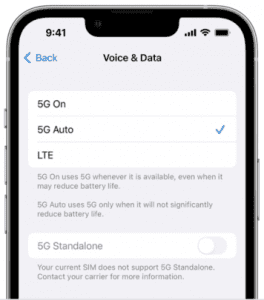 9:41
Back
Voice & Data
5G On
5G Auto
LTE
5G On uses 5G whenever it is available, even when it
may reduce battery life.
5G Auto uses 5G only when it will not significantly
reduce battery life.
5G Standalone
Your current SIM does not support 5G Standalone.
Contact your carrier for more information.